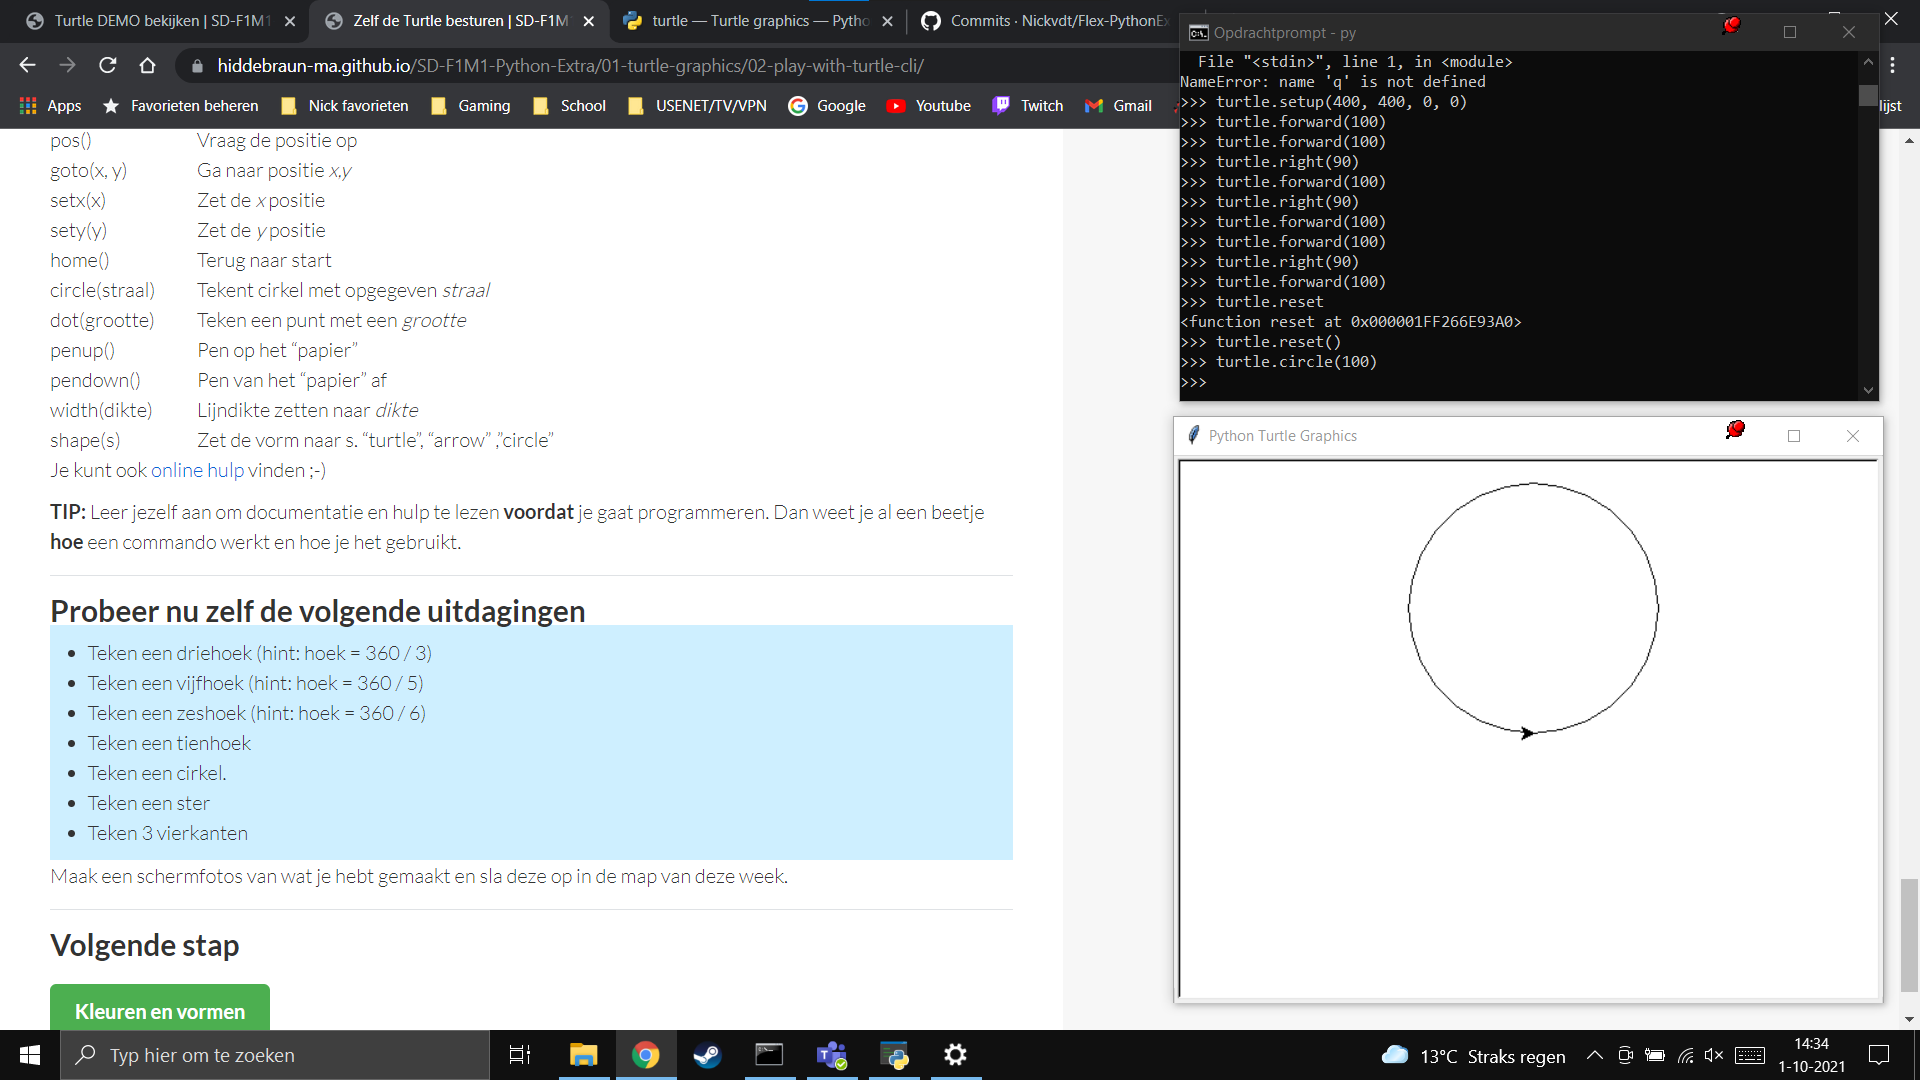 Turtle DEMO bekijken | SD-F1M1
Zelf de Turtle besturen | SD-F1M
turtle — Turtle graphics — Pytho
Commits · Nickvdt/Flex-PythonEx
hiddebraun-ma.github.io/SD-F1M1-Python-Extra/01-turtle-graphics/02-play-with-turtle-cli/
Apps
Favorieten beheren
Nick favorieten
Gaming
School
USENET/TV/VPN
Google
Youtube
Twitch
Gmail
lijst
pos() Vraag de positie op
goto(x, y) Ga naar positie x,y
setx(x) Zet de x positie
sety(y) Zet de y positie
home() Terug naar start
circle(straal) Tekent cirkel met opgegeven straal
dot(grootte) Teken een punt met een grootte
penup() Pen op het “papier”
pendown() Pen van het “papier” af
width(dikte) Lijndikte zetten naar dikte
shape(s) Zet de vorm naar s. “turtle”, “arrow” ,”circle”
Je kunt ook online hulp vinden ;-)
TIP: Leer jezelf aan om documentatie en hulp te lezen voordat je gaat programmeren. Dan weet je al een beetje
hoe een commando werkt en hoe je het gebruikt.
Probeer nu zelf de volgende uitdagingen
• Teken een driehoek (hint: hoek = 360 / 3)
• Teken een vijfhoek (hint: hoek = 360 / 5)
• Teken een zeshoek (hint: hoek = 360 / 6)
• Teken een tienhoek
• Teken een cirkel.
• Teken een ster
• Teken 3 vierkanten
Maak een schermfotos van wat je hebt gemaakt en sla deze op in de map van deze week.
Volgende stap
Kleuren en vormen
Opdrachtprompt - py
File "<stdin>", line 1, in <module>
NameError: name 'q' is not defined
>>> turtle.setup(400, 400, 0, 0)
>>> turtle.forward(100)
>>> turtle.forward(100)
>>> turtle.right(90)
>>> turtle.forward(100)
>>> turtle.right(90)
>>> turtle.forward(100)
>>> turtle.forward(100)
>>> turtle.right(90)
>>> turtle.forward(100)
>>> turtle.reset
<function reset at 0x000001FF266E93A0>
>>> turtle.reset()
>>> turtle.circle(100)
>>>
Python Turtle Graphics
Typ hier om te zoeken
13°C Straks regen
14:34
1-10-2021